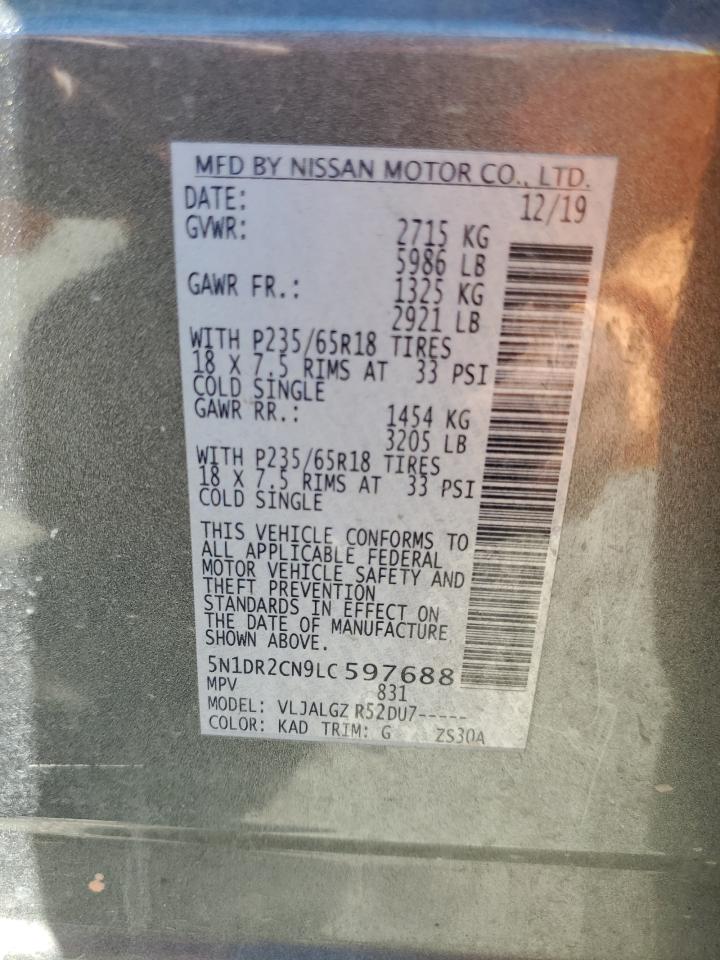 MFD BY NISSAN MOTOR CO., LTD.
DATE: 12/19
GVWR: 2715 KG
5986 LB
GAWR FR.: 1325 KG
2921 LB
WITH P235/65R18 TIRES
18 X 7.5 RIMS AT 33 PSI
COLD SINGLE
GAWR RR.: 1454 KG
3205 LB
WITH P235/65R18 TIRES
18 X 7.5 RIMS AT 33 PSI
COLD SINGLE
THIS VEHICLE CONFORMS TO
ALL APPLICABLE FEDERAL
MOTOR VEHICLE SAFETY AND
THEFT PREVENTION
STANDARDS IN EFFECT ON
THE DATE OF MANUFACTURE
SHOWN ABOVE.
5N1DR2CN9LC 597688
MPV 831
MODEL: VLJALGZ R52DU7-----
COLOR: KAD TRIM: G ZS30A